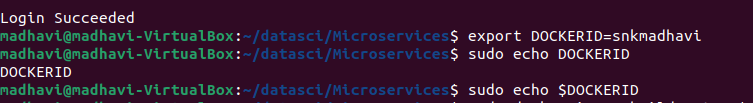 Login Succeeded
madhavi@madhavi-VirtualBox:~/datasci/Microservices$ export DOCKERID=snkmadhavi
madhavi@madhavi-VirtualBox:~/datasci/Microservices$ sudo echo DOCKERID
DOCKERID
madhavi@madhavi-VirtualBox:~/datasci/Microservices$ sudo echo $DOCKERID